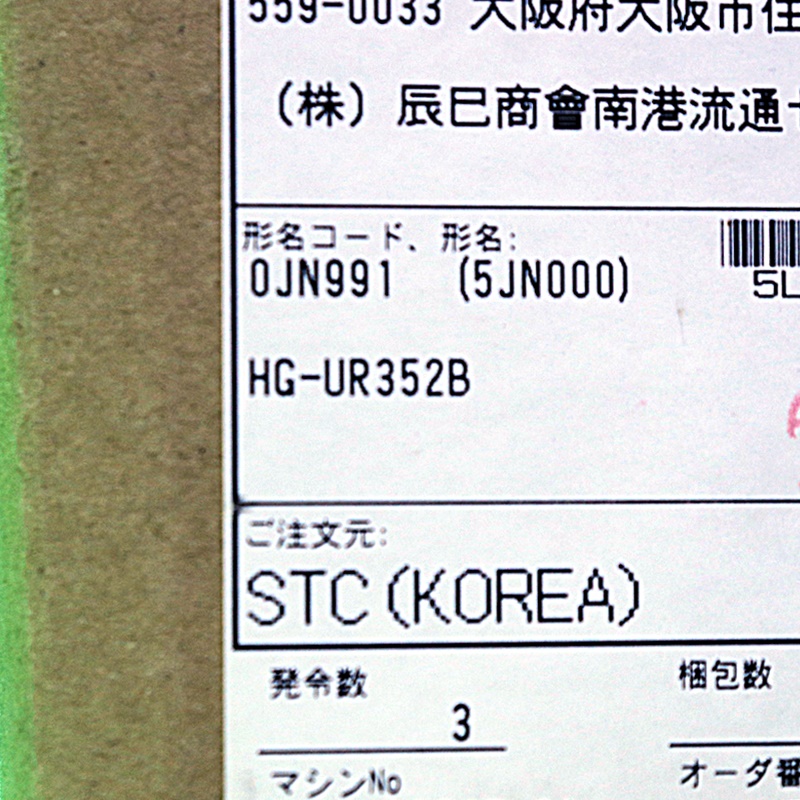 559-0033 大阪府大阪市住
(株) 辰巳商會南港流通
形名コード、形名:
0JN991 (5JN000)
5L
HG-UR352B
ご注文元:
STC(KOREA)
発令数 梱包数
3
マシンNo オーダ番